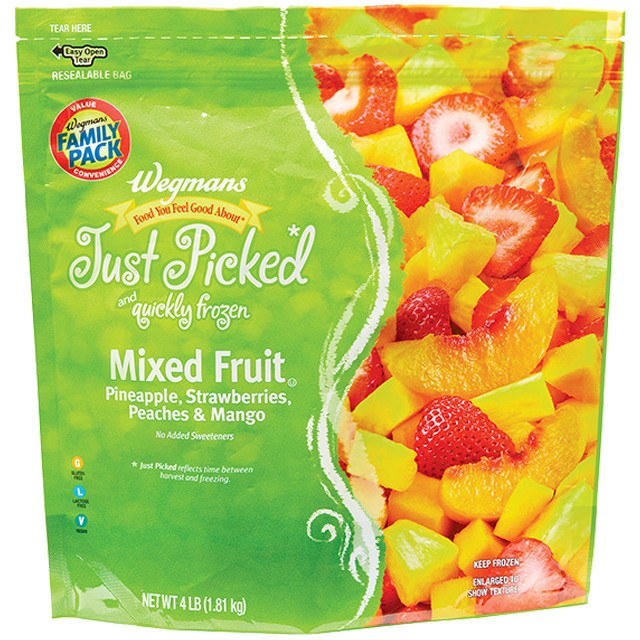 TEAR HERE
Easy Open
Tear
RESEALABLE BAG
VALUE
Wegmans
FAMILY
PACK
CONVENIENCE
Wegmans
Food You Feel Good About®
Just Picked*
and
quickly frozen
Mixed Fruit
Pineapple, Strawberries,
Peaches & Mango
No Added Sweeteners
* Just Picked reflects time between
harvest and freezing.
G
GLUTEN
FREE
L
LACTOSE
FREE
V
VEGAN
KEEP FROZEN
ENLARGED TO
SHOW TEXTURE
NET WT 4 LB (1.81 kg)